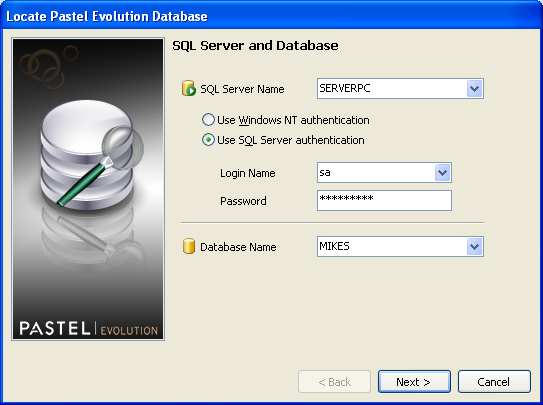 Locate Pastel Evolution Database
SQL Server and Database
SQL Server Name SERVERPC
Use Windows NT authentication
Use SQL Server authentication
Login Name sa
Password *********
Database Name MIKES
PASTEL | EVOLUTION
< Back Next > Cancel